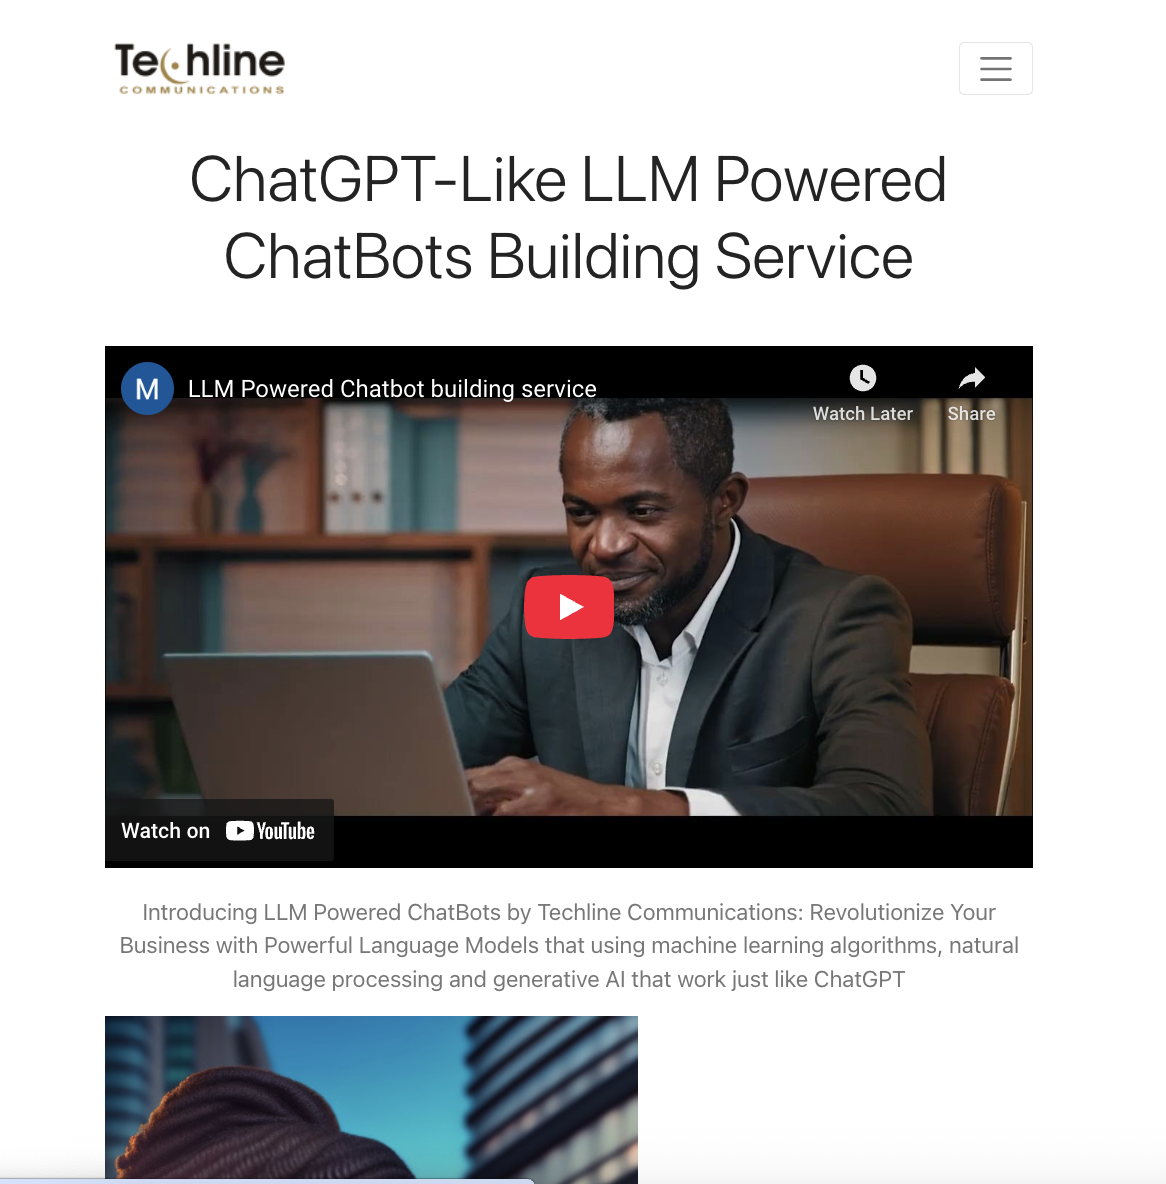 Techline
COMMUNICATIONS
ChatGPT-Like LLM Powered
ChatBots Building Service
M
LLM Powered Chatbot building service
Watch Later
Share
Watch on YouTube
Introducing LLM Powered ChatBots by Techline Communications: Revolutionize Your
Business with Powerful Language Models that using machine learning algorithms, natural
language processing and generative AI that work just like ChatGPT